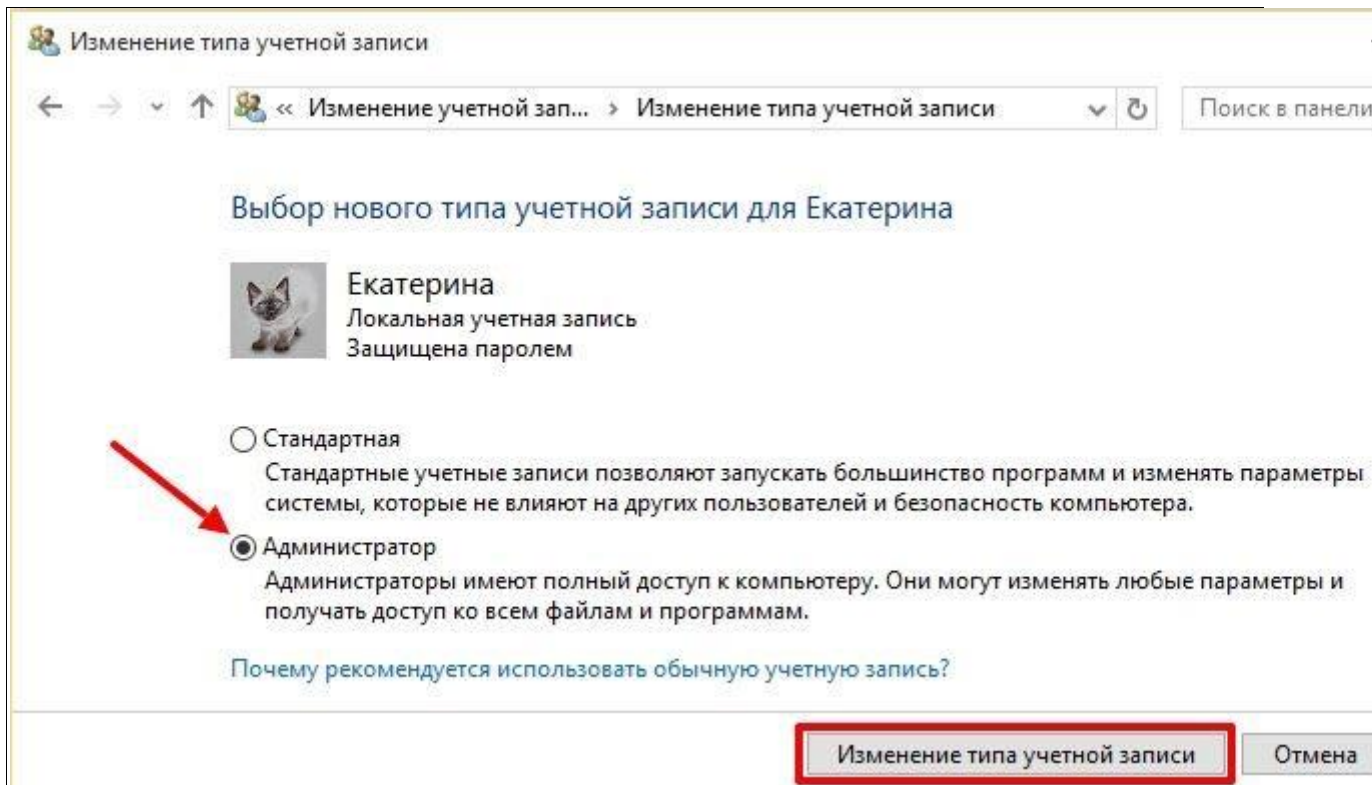 Изменение типа учетной записи
« Изменение учетной зап... › Изменение типа учетной записи
Поиск в панели
Выбор нового типа учетной записи для Екатерина
Екатерина
Локальная учетная запись
Защищена паролем
Стандартная
Стандартные учетные записи позволяют запускать большинство программ и изменять параметры
системы, которые не влияют на других пользователей и безопасность компьютера.
Администратор
Администраторы имеют полный доступ к компьютеру. Они могут изменять любые параметры и
получать доступ ко всем файлам и программам.
Почему рекомендуется использовать обычную учетную запись?
Изменение типа учетной записи
Отмена